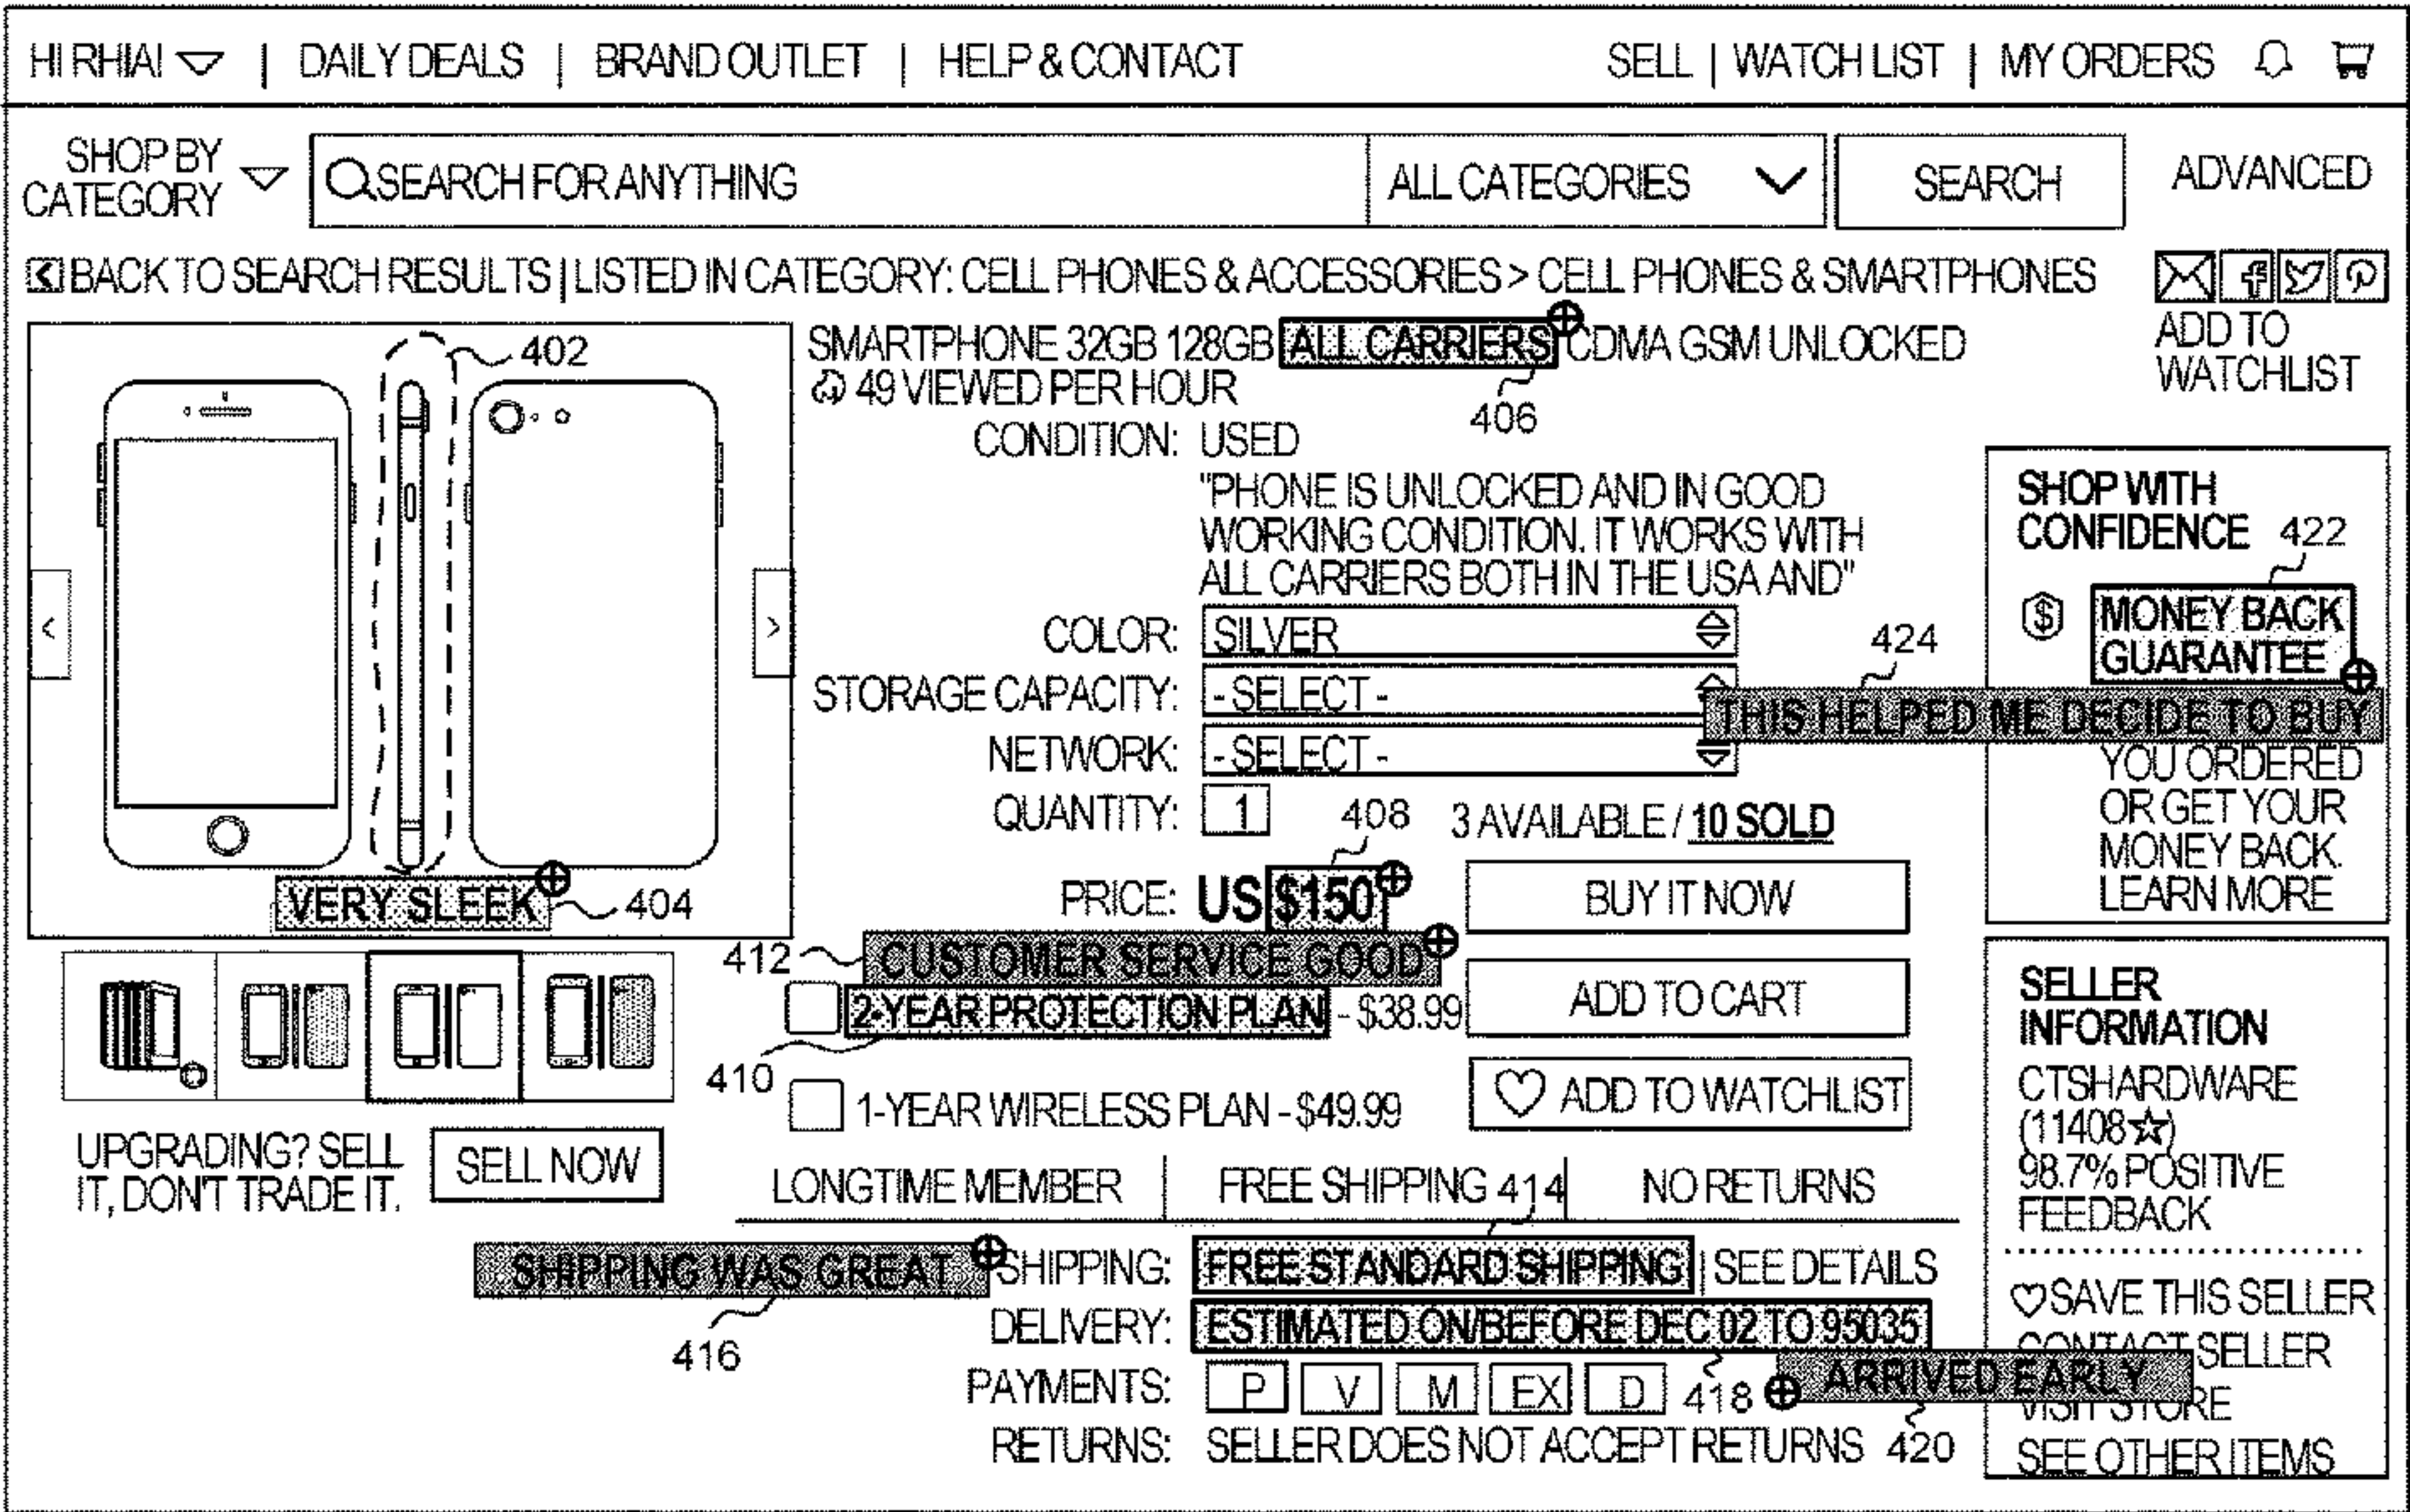 HI RHIA! | DAILY DEALS | BRAND OUTLET | HELP & CONTACT SELL | WATCH LIST | MY ORDERS
SHOP BY
CATEGORY
SEARCH FOR ANYTHING
ALL CATEGORIES
SEARCH
ADVANCED
BACK TO SEARCH RESULTS | LISTED IN CATEGORY: CELL PHONES & ACCESSORIES > CELL PHONES & SMARTPHONES
ADD TO
WATCHLIST
402
VERY SLEEK
404
UPGRADING? SELL
IT, DON'T TRADE IT.
SELL NOW
SMARTPHONE 32GB 128GB ALL CARRIERS CDMA GSM UNLOCKED
49 VIEWED PER HOUR
406
CONDITION: USED
"PHONE IS UNLOCKED AND IN GOOD
WORKING CONDITION. IT WORKS WITH
ALL CARRIERS BOTH IN THE USA AND"
COLOR: SILVER
STORAGE CAPACITY: - SELECT -
NETWORK: - SELECT -
QUANTITY: 1
3 AVAILABLE / 10 SOLD
408
PRICE: US $150
BUY IT NOW
412
CUSTOMER SERVICE GOOD
2-YEAR PROTECTION PLAN - $38.99
ADD TO CART
410
1-YEAR WIRELESS PLAN - $49.99
ADD TO WATCHLIST
LONGTIME MEMBER
FREE SHIPPING
NO RETURNS
414
SHIPPING WAS GREAT
416
SHIPPING: FREE STANDARD SHIPPING | SEE DETAILS
DELIVERY: ESTIMATED ON/BEFORE DEC 02 TO 95035
PAYMENTS: P V M EX D
418
ARRIVED EARLY
420
RETURNS: SELLER DOES NOT ACCEPT RETURNS
SHOP WITH
CONFIDENCE
422
$
MONEY BACK
GUARANTEE
424
THIS HELPED ME DECIDE TO BUY
YOU ORDERED
OR GET YOUR
MONEY BACK.
LEARN MORE
SELLER
INFORMATION
CTSHARDWARE
(11408☆)
98.7% POSITIVE
FEEDBACK
SAVE THIS SELLER
CONTACT SELLER
VISIT STORE
SEE OTHER ITEMS